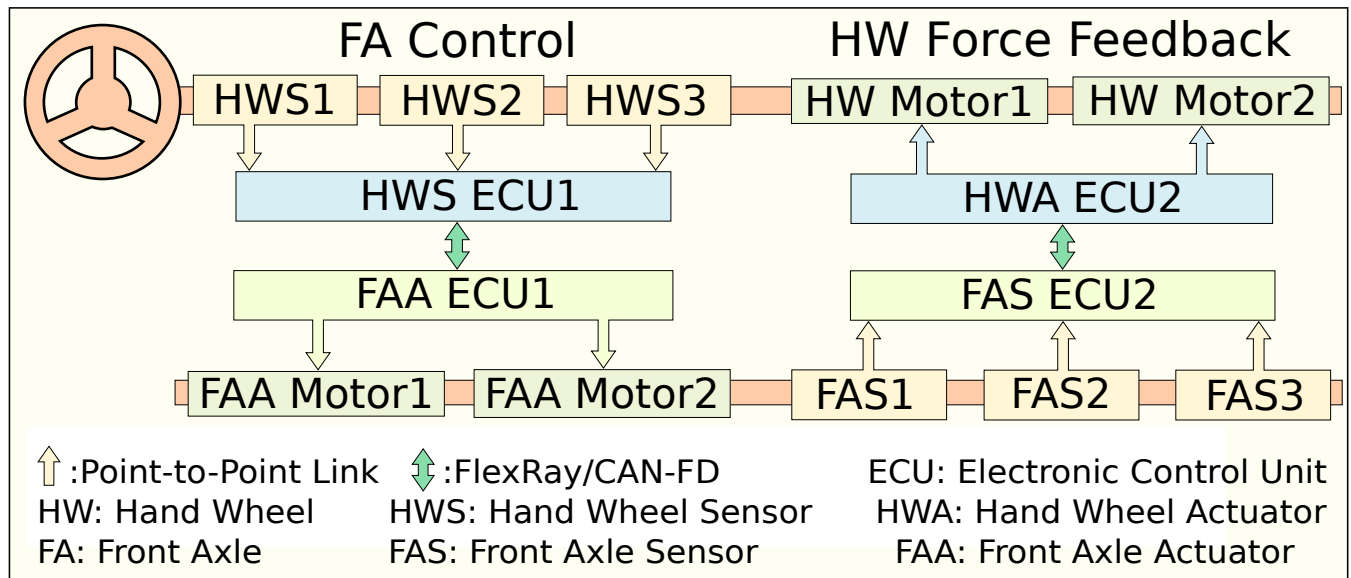 FA Control
HW Force Feedback
HWS1
HWS2
HWS3
HW Motor1
HW Motor2
HWS ECU1
HWA ECU2
FAA ECU1
FAS ECU2
FAA Motor1
FAA Motor2
FAS1
FAS2
FAS3
:Point-to-Point Link
:FlexRay/CAN-FD
ECU: Electronic Control Unit
HW: Hand Wheel
HWS: Hand Wheel Sensor
HWA: Hand Wheel Actuator
FA: Front Axle
FAS: Front Axle Sensor
FAA: Front Axle Actuator